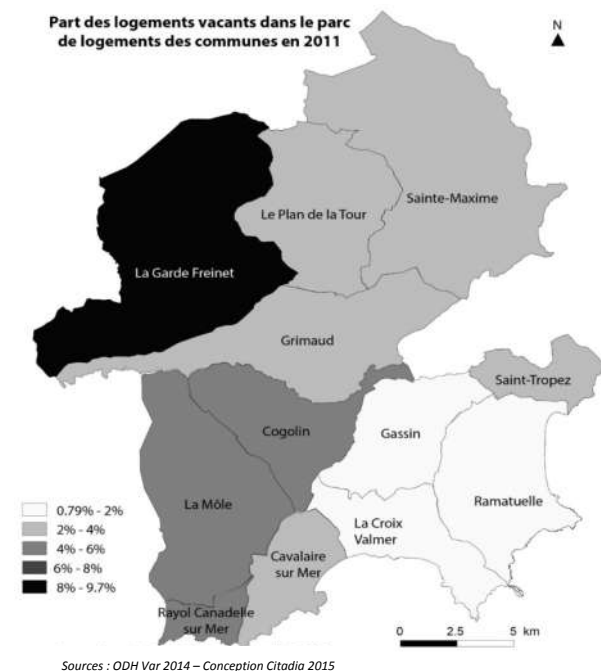 Part des logements vacants dans le parc
de logements des communes en 2011
N
Sainte-Maxime
Le Plan de la Tour
La Garde Freinet
Grimaud
Saint-Tropez
Cogolin
Gassin
La Môle
Ramatuelle
La Croix
Valmer
Cavalaire
sur Mer
Rayol Canadelle
sur Mer
0.79% - 2%
2% - 4%
4% - 6%
6% - 8%
8% - 9.7%
0 2.5 5 km
Sources : ODH Var 2014 – Conception Citadia 2015